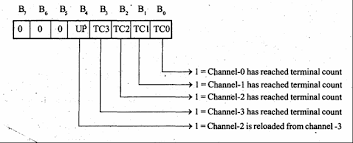 B₇ B₆ B₅ B₄ B₃ B₂ B₁ B₀
0 0 0 UP TC3 TC2 TC1 TC0
1 = Channel-0 has reached terminal count
1 = Channel-1 has reached terminal count
1 = Channel-2 has reached terminal count
1 = Channel-3 has reached terminal count
1 = Channel-2 is reloaded from channel -3